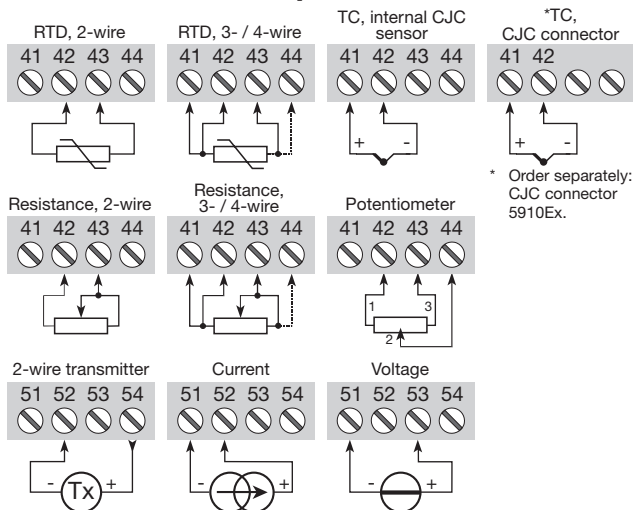 RTD, 2-wire
41 42 43 44
RTD, 3- / 4-wire
41 42 43 44
TC, internal CJC
sensor
41 42 43 44
+ -
*TC,
CJC connector
41 42
+ -
* Order separately:
CJC connector
5910Ex.
Resistance, 2-wire
41 42 43 44
Resistance,
3- / 4-wire
41 42 43 44
Potentiometer
41 42 43 44
1 3
2
2-wire transmitter
51 52 53 54
- Tx +
Current
51 52 53 54
- +
Voltage
51 52 53 54
- +